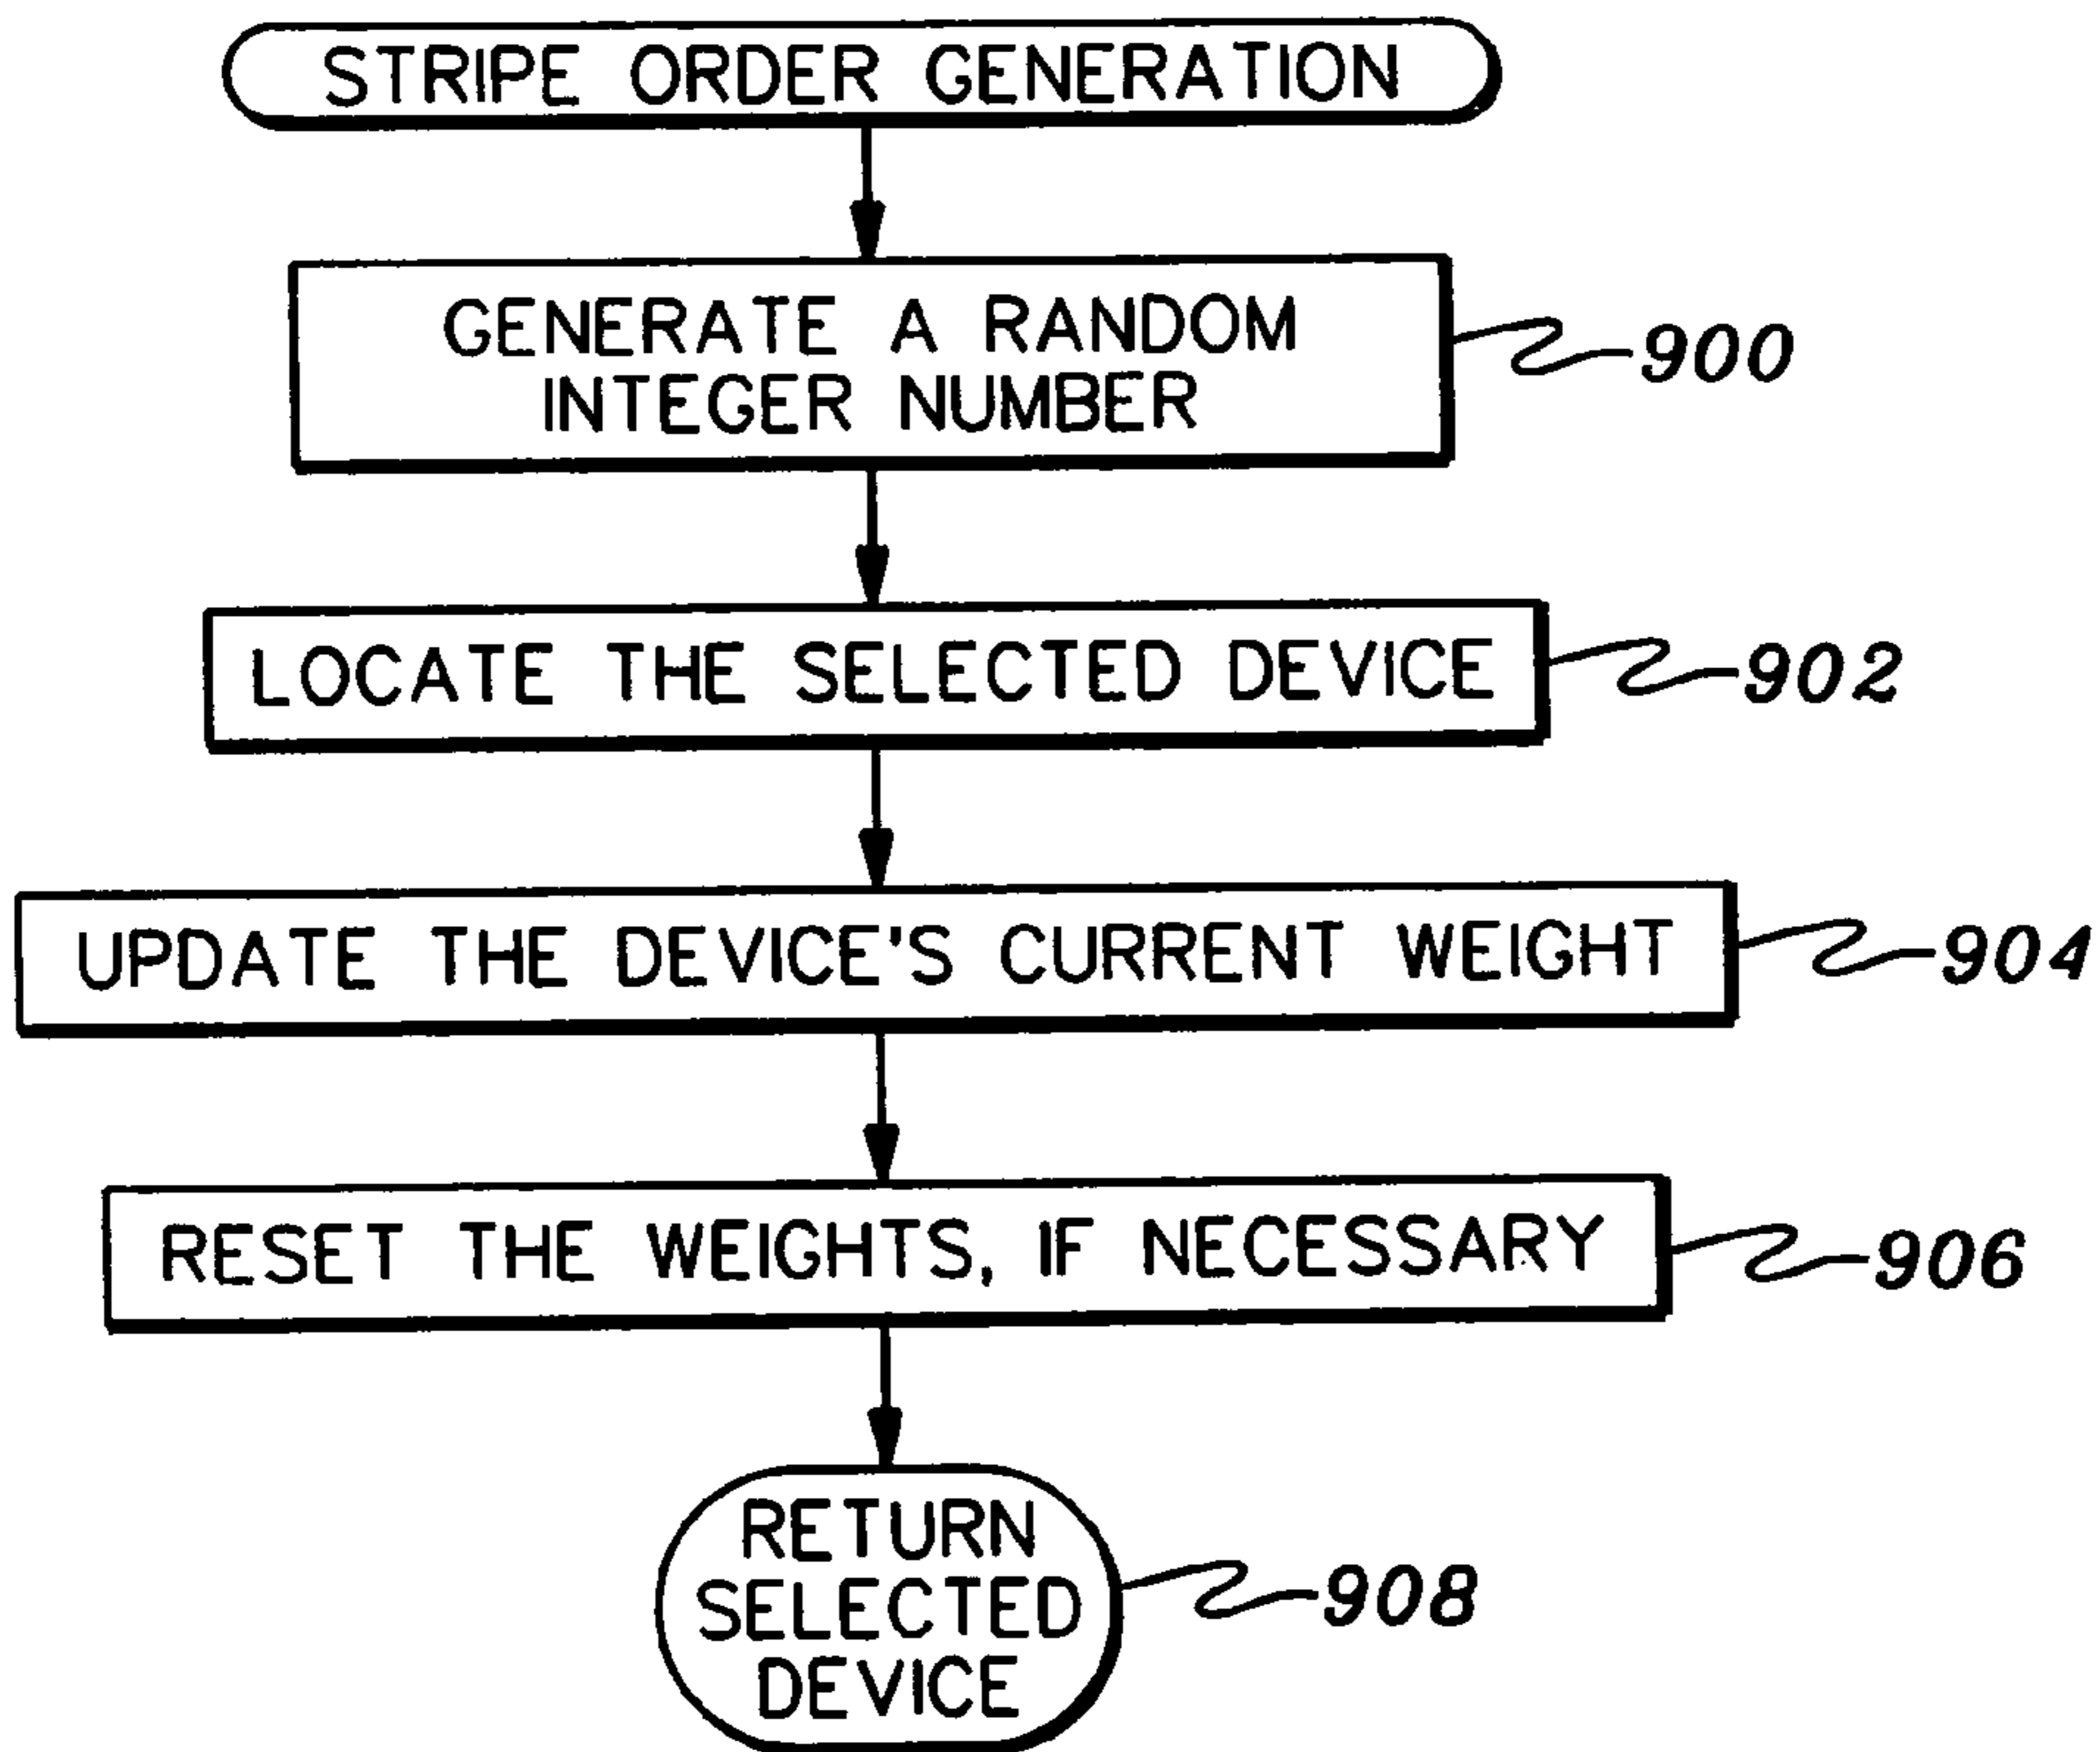 STRIPE ORDER GENERATION
GENERATE A RANDOM
INTEGER NUMBER
900
LOCATE THE SELECTED DEVICE
902
UPDATE THE DEVICE'S CURRENT WEIGHT
904
RESET THE WEIGHTS, IF NECESSARY
906
RETURN
SELECTED
DEVICE
908